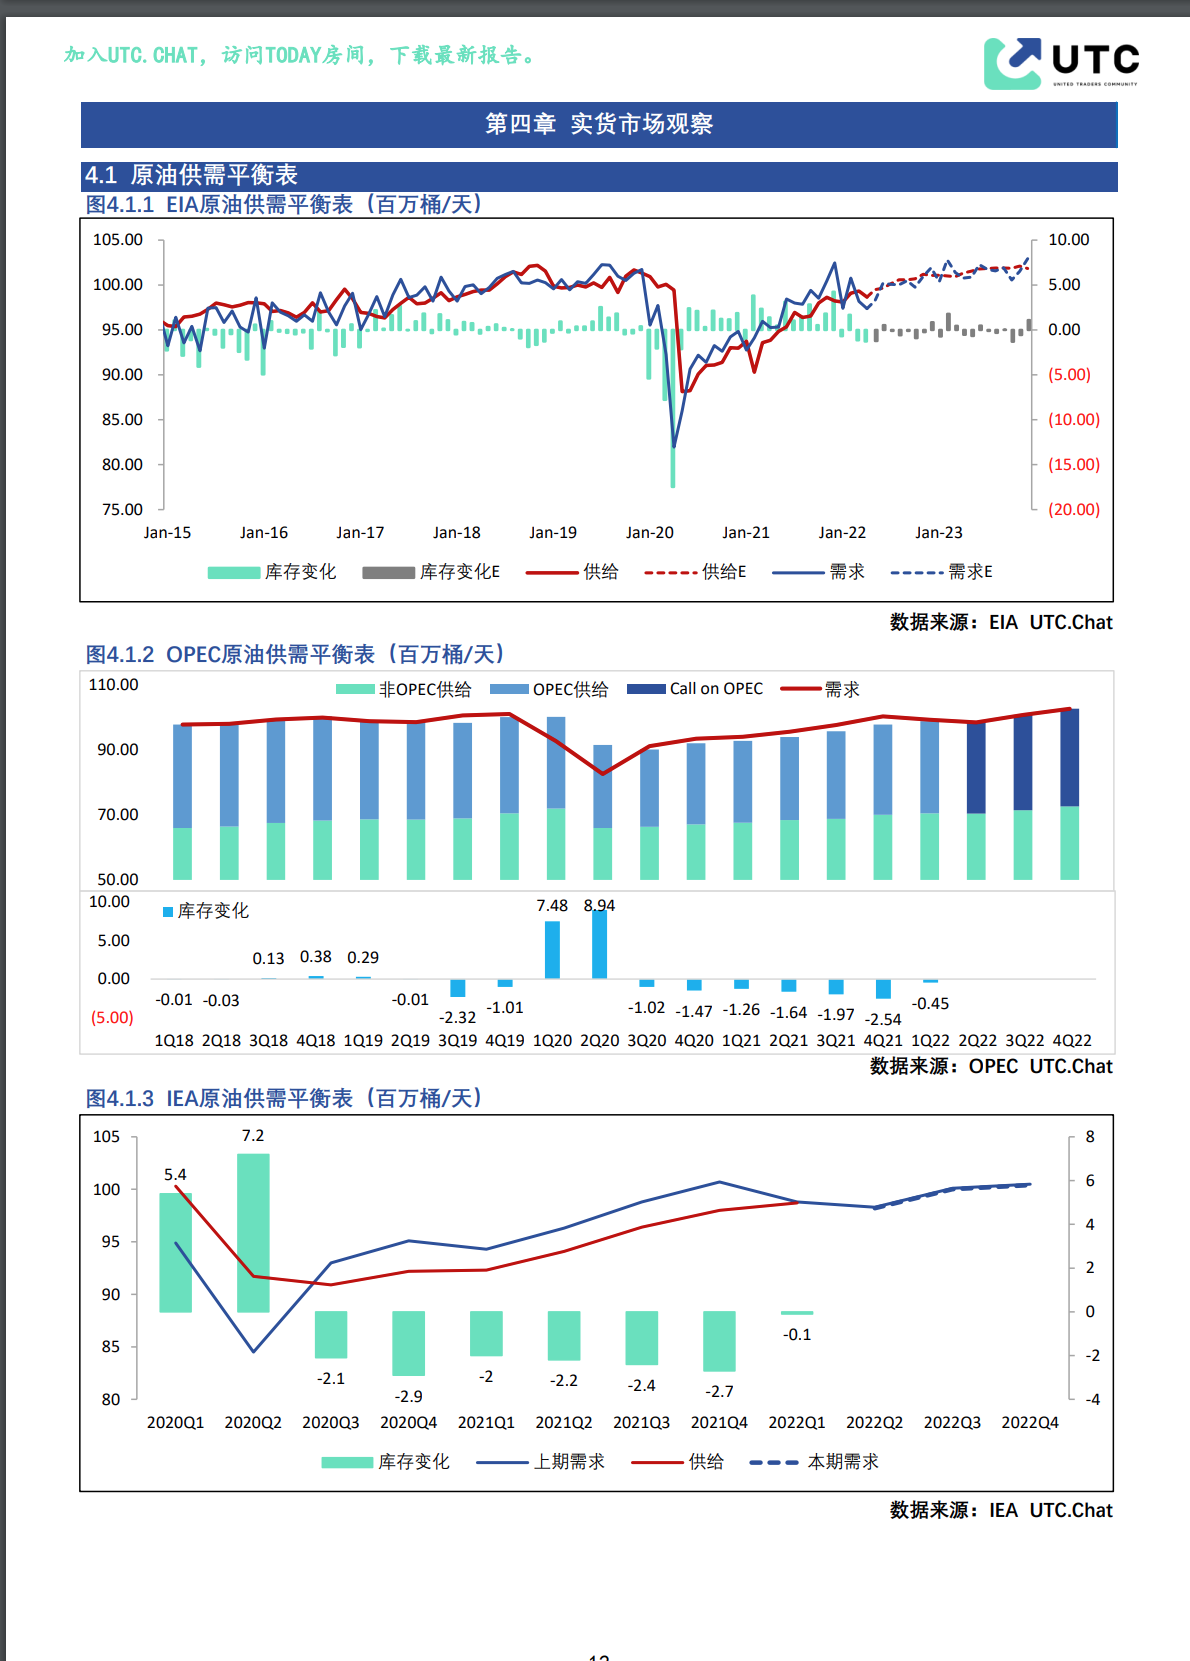 加入UTC.CHAT，访问TODAY房间，下载最新报告。
UTC
UNITED TRADERS COMMUNITY
第四章 实货市场观察
4.1 原油供需平衡表
图4.1.1 EIA原油供需平衡表（百万桶/天）
105.00 10.00
100.00 5.00
95.00 0.00
90.00 (5.00)
85.00 (10.00)
80.00 (15.00)
75.00 (20.00)
Jan-15 Jan-16 Jan-17 Jan-18 Jan-19 Jan-20 Jan-21 Jan-22 Jan-23
库存变化 库存变化E 供给 供给E 需求 需求E
数据来源：EIA UTC.Chat
图4.1.2 OPEC原油供需平衡表（百万桶/天）
110.00
非OPEC供给 OPEC供给 Call on OPEC 需求
90.00
70.00
50.00
10.00
库存变化
7.48 8.94
5.00
0.13 0.38 0.29
0.00
-0.01 -0.03 -0.01 -2.32 -1.01 -1.02 -1.47 -1.26 -1.64 -1.97 -2.54 -0.45
(5.00)
1Q18 2Q18 3Q18 4Q18 1Q19 2Q19 3Q19 4Q19 1Q20 2Q20 3Q20 4Q20 1Q21 2Q21 3Q21 4Q21 1Q22 2Q22 3Q22 4Q22
数据来源：OPEC UTC.Chat
图4.1.3 IEA原油供需平衡表（百万桶/天）
105 7.2 8
5.4
100 6
95 4
90 2
0
85 -0.1 -2
-2.1 -2.9 -2 -2.2 -2.4 -2.7
80 -4
2020Q1 2020Q2 2020Q3 2020Q4 2021Q1 2021Q2 2021Q3 2021Q4 2022Q1 2022Q2 2022Q3 2022Q4
库存变化 上期需求 供给 本期需求
数据来源：IEA UTC.Chat